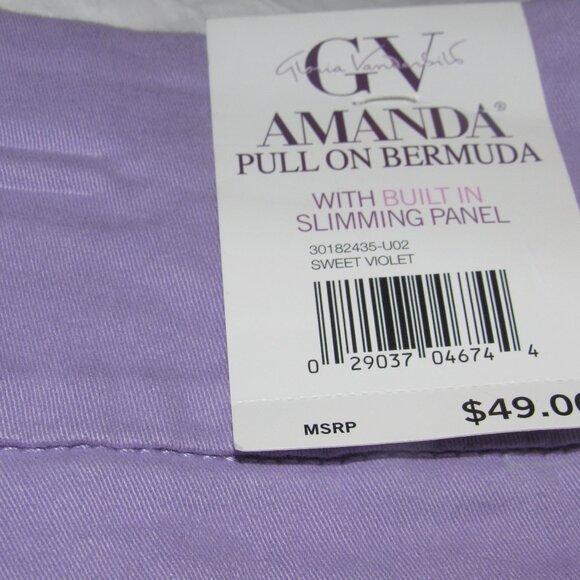 GV
Gloria Vanderbilt
AMANDA®
PULL ON BERMUDA
WITH BUILT IN
SLIMMING PANEL
30182435-U02
SWEET VIOLET
0 29037 04674 4
MSRP $49.00